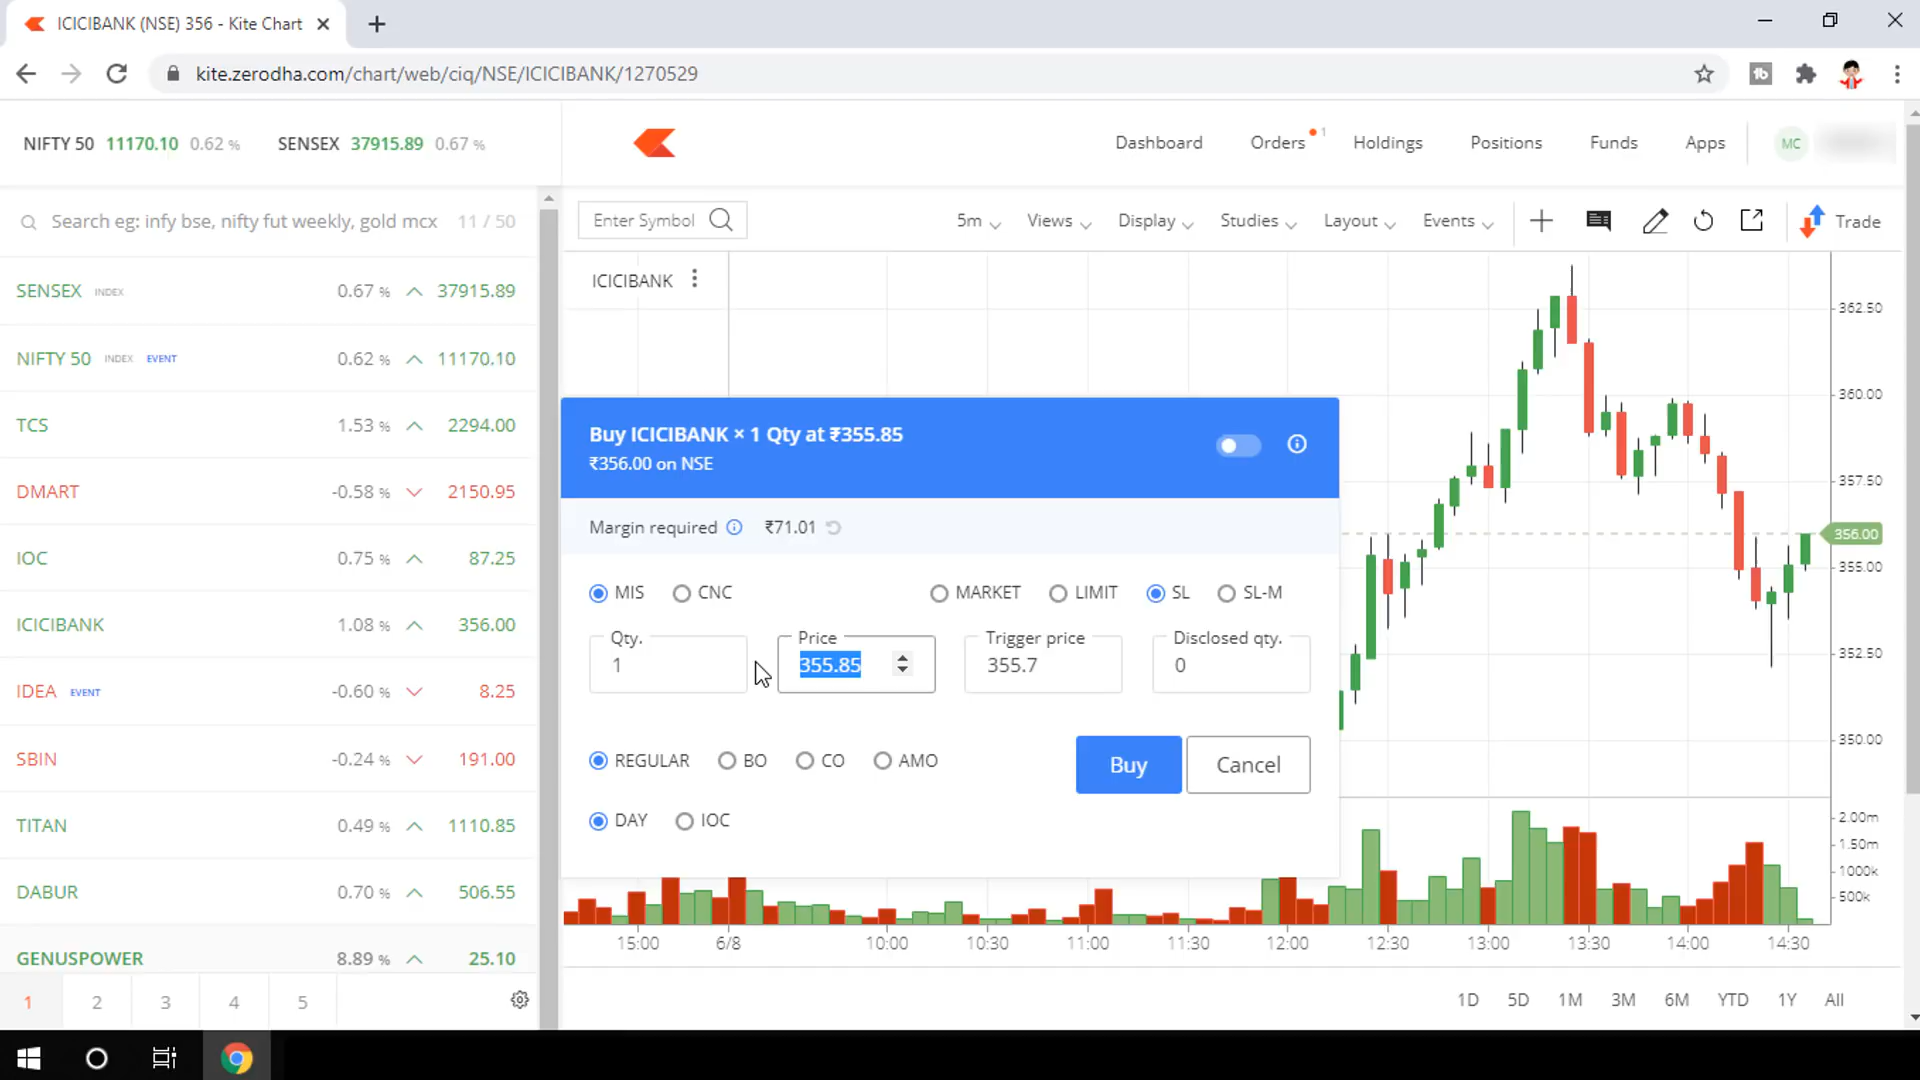 ICICIBANK (NSE) 356 - Kite Chart
kite.zerodha.com/chart/web/ciq/NSE/ICICIBANK/1270529
NIFTY 50 11170.10 0.62 % SENSEX 37915.89 0.67 %
Dashboard Orders 1 Holdings Positions Funds Apps MC
Search eg: infy bse, nifty fut weekly, gold mcx 11 / 50
Enter Symbol 5m Views Display Studies Layout Events Trade
SENSEX INDEX 0.67 % 37915.89
NIFTY 50 INDEX EVENT 0.62 % 11170.10
TCS 1.53 % 2294.00
DMART -0.58 % 2150.95
IOC 0.75 % 87.25
ICICIBANK 1.08 % 356.00
IDEA EVENT -0.60 % 8.25
SBIN -0.24 % 191.00
TITAN 0.49 % 1110.85
DABUR 0.70 % 506.55
GENUSPOWER 8.89 % 25.10
1 2 3 4 5
ICICIBANK
Buy ICICIBANK × 1 Qty at ₹355.85
₹356.00 on NSE
Margin required ₹71.01
MIS CNC MARKET LIMIT SL SL-M
Qty. Price Trigger price Disclosed qty.
1 355.85 355.7 0
REGULAR BO CO AMO
Buy Cancel
DAY IOC
362.50
360.00
357.50
356.00
355.00
352.50
350.00
2.00m
1.50m
1000k
500k
15:00 6/8 10:00 10:30 11:00 11:30 12:00 12:30 13:00 13:30 14:00 14:30
1D 5D 1M 3M 6M YTD 1Y All